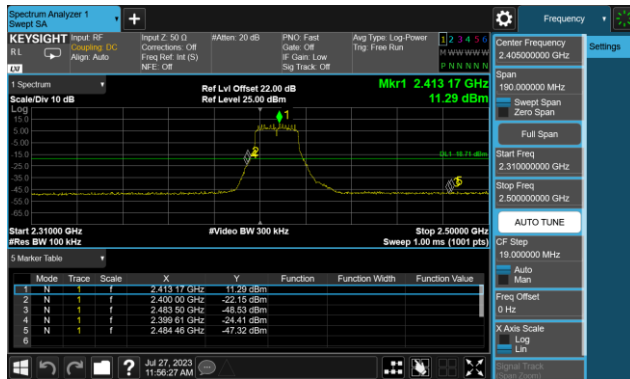 Spectrum Analyzer 1
Swept SA
+
Frequency
KEYSIGHT
RL
LXI
Input: RF
Coupling: DC
Align: Auto
Input Z: 50 Ω
Corrections: Off
Freq Ref: Int (S)
NFE: Off
#Atten: 20 dB
PNO: Fast
Gate: Off
IF Gain: Low
Sig Track: Off
Avg Type: Log-Power
Trig: Free Run
1 2 3 4 5 6
M W W W W W
P N N N N N
1 Spectrum
Scale/Div 10 dB
Ref Lvl Offset 22.00 dB
Ref Level 25.00 dBm
Mkr1 2.413 17 GHz
11.29 dBm
Log
15.0
5.00
-5.00
-15.0
-25.0
-35.0
-45.0
-55.0
-65.0
1
DL1 -18.71 dBm
Start 2.31000 GHz
#Res BW 100 kHz
#Video BW 300 kHz
Stop 2.50000 GHz
Sweep 1.00 ms (1001 pts)
5 Marker Table
Mode Trace Scale X Y Function Function Width Function Value
1 N 1 f 2.413 17 GHz 11.29 dBm
2 N 1 f 2.400 00 GHz -22.15 dBm
3 N 1 f 2.483 50 GHz -48.53 dBm
4 N 1 f 2.399 61 GHz -24.41 dBm
5 N 1 f 2.484 46 GHz -47.32 dBm
6
Center Frequency
2.405000000 GHz
Settings
Span
190.000000 MHz
Swept Span
Zero Span
Full Span
Start Freq
2.310000000 GHz
Stop Freq
2.500000000 GHz
AUTO TUNE
CF Step
19.000000 MHz
Auto
Man
Freq Offset
0 Hz
X Axis Scale
Log
Lin
Signal Track
(Span Zoom)
?
Jul 27, 2023
11:56:27 AM